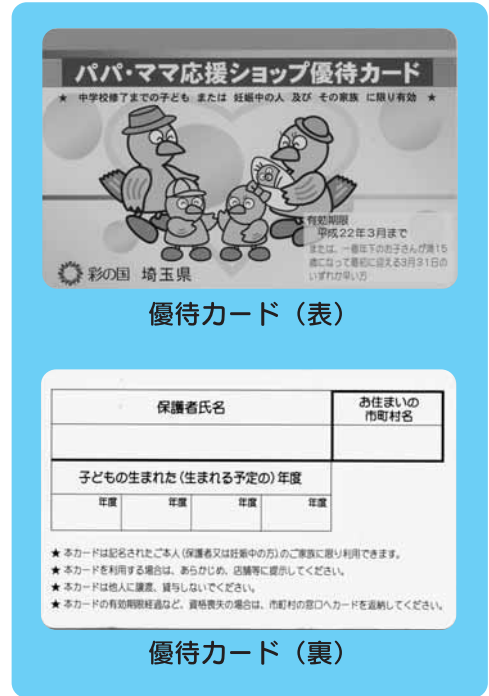 パパ・ママ応援ショップ優待カード
★ 中学校修了までの子ども または 妊娠中の人 及び その家族 に限り有効 ★
有効期限
平成22年3月まで
または、一番年下のお子さんが満15
歳になって最初に迎える3月31日の
いずれか早い方
彩の国 埼玉県
優待カード（表）
保護者氏名
お住まいの
市町村名
子どもの生まれた（生まれる予定の）年度
年度 年度 年度 年度
★ 本カードは記名されたご本人（保護者又は妊娠中の方）のご家族に限り利用できます。
★ 本カードを利用する場合は、あらかじめ、店舗等に提示してください。
★ 本カードは他人に譲渡、貸与しないでください。
★ 本カードの有効期限経過など、資格喪失の場合は、市町村の窓口へカードを返納してください。
優待カード（裏）